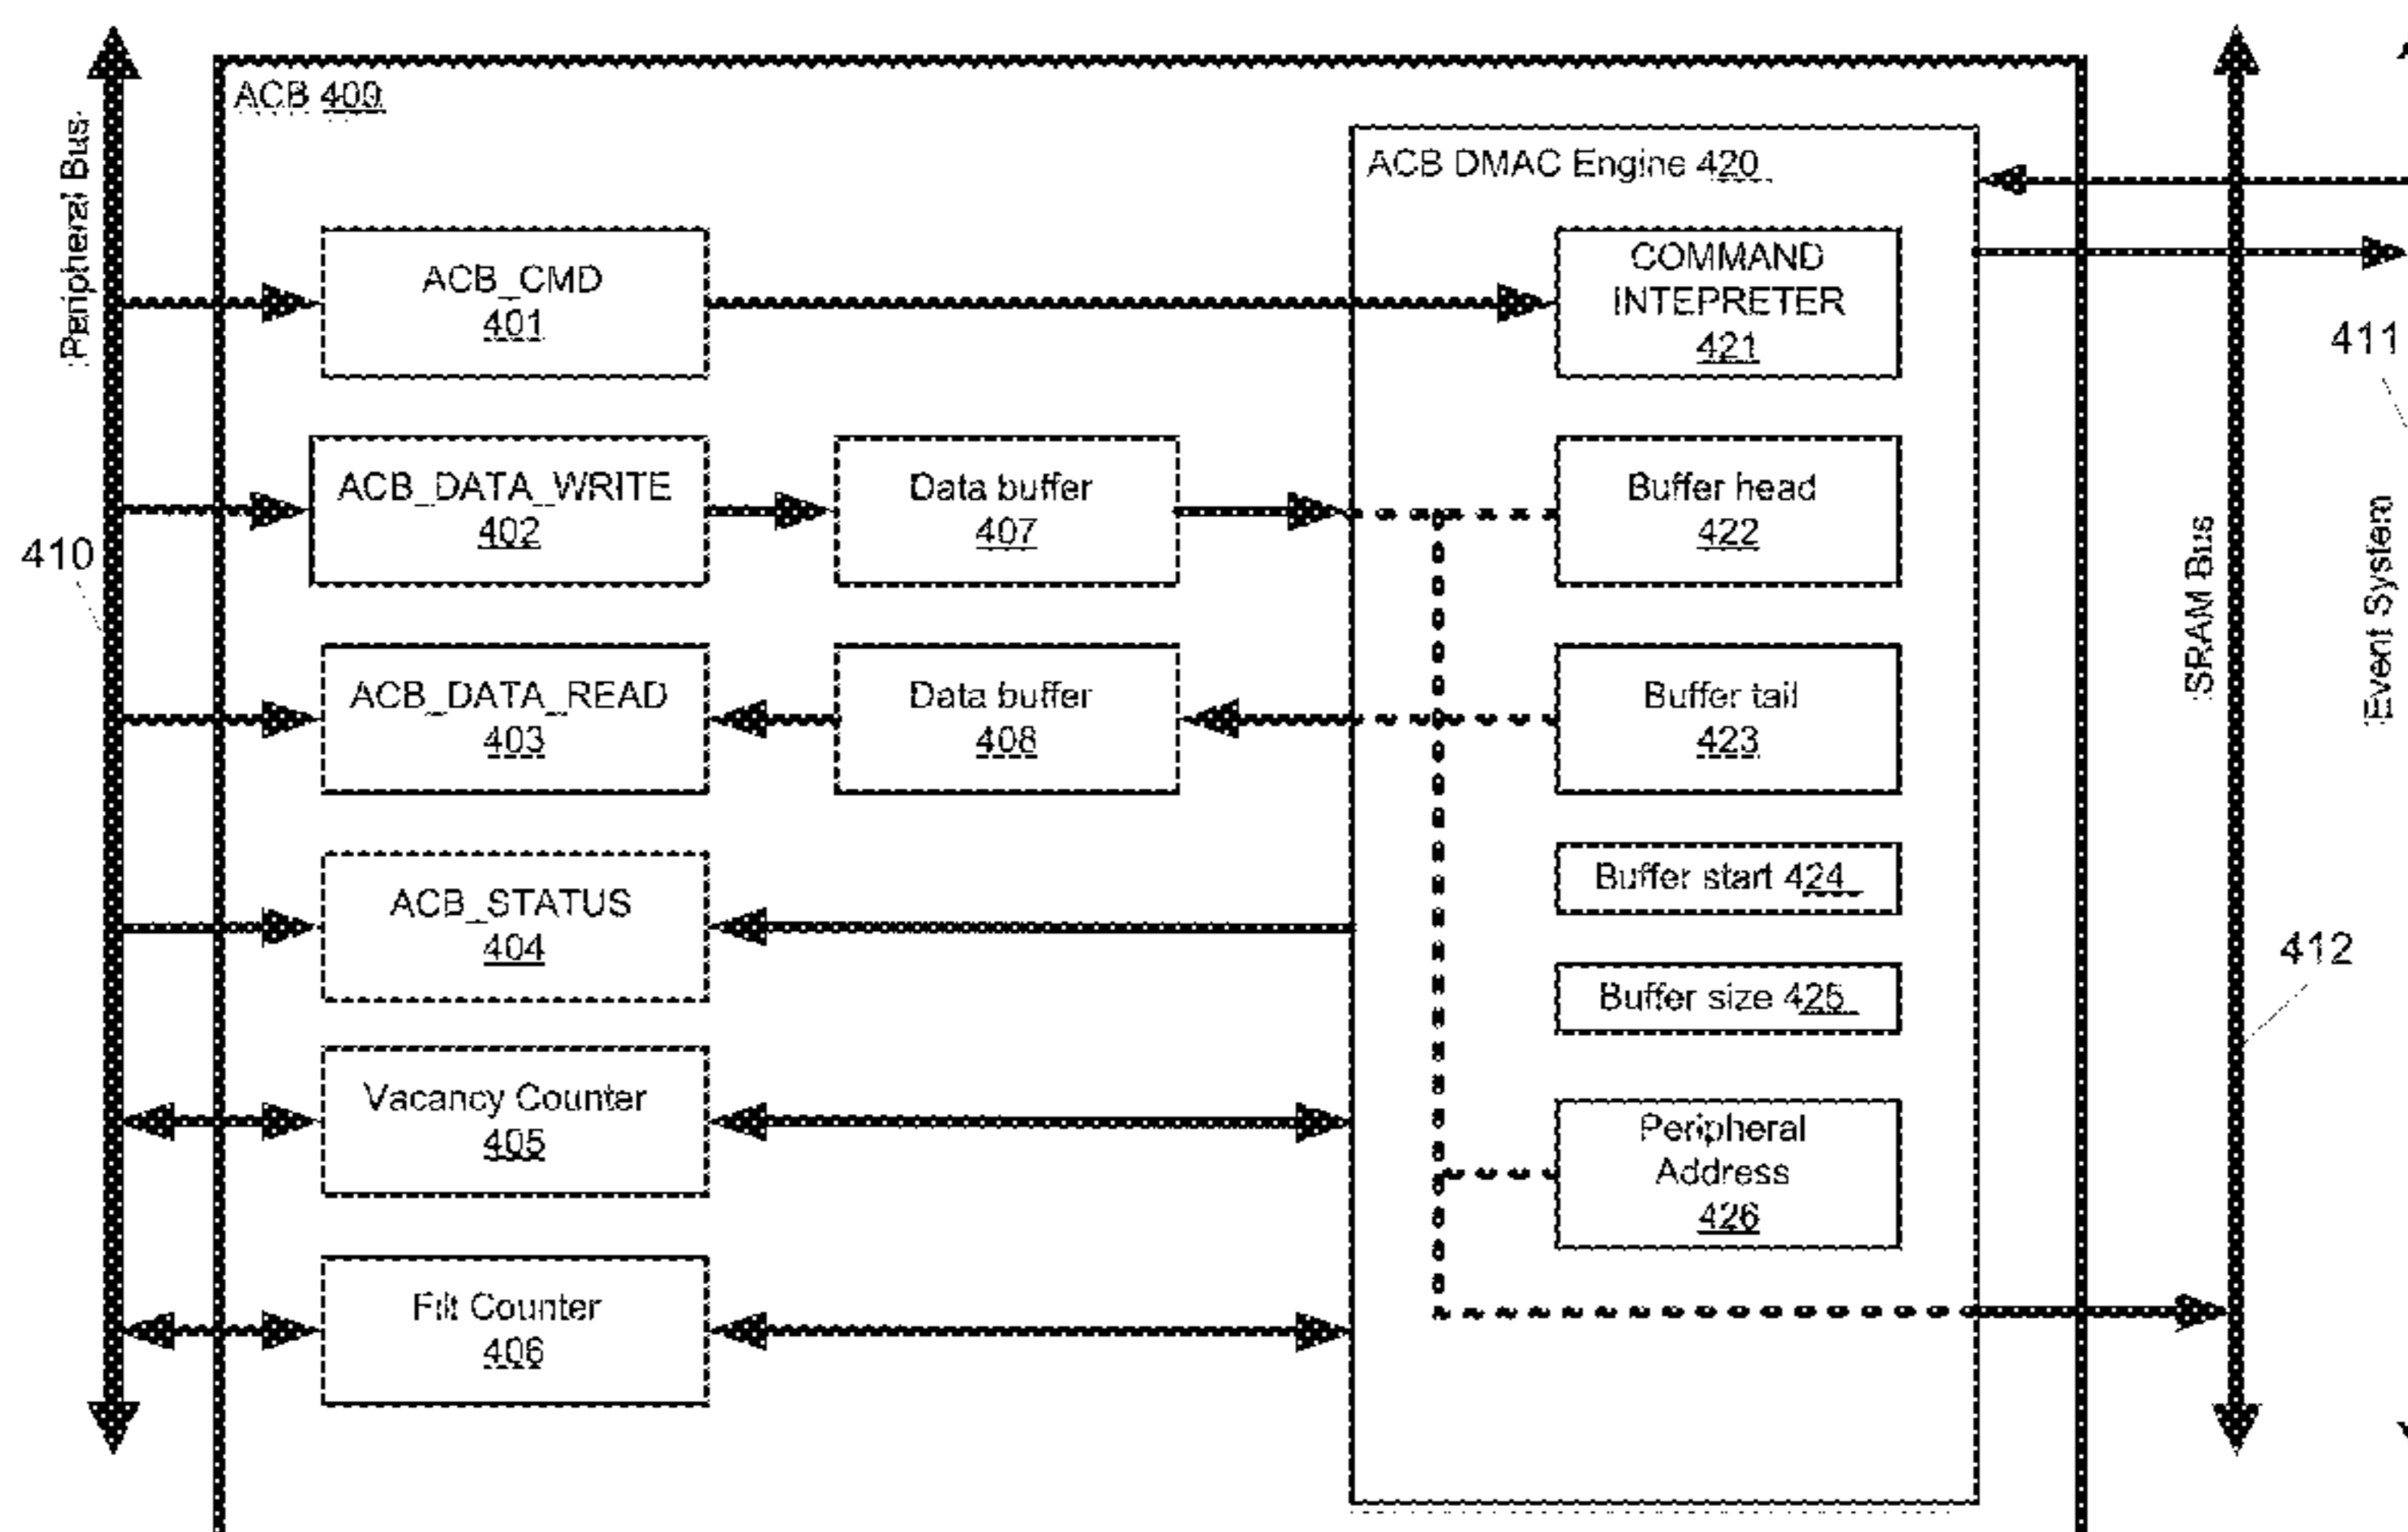 Peripheral Bus
ACB 400
ACB DMAC Engine 420
ACB_CMD
401
COMMAND
INTEPRETER
421
411
ACB_DATA_WRITE
402
Data buffer
407
Buffer head
422
410
SRAM Bus
Event System
ACB_DATA_READ
403
Data buffer
408
Buffer tail
423
ACB_STATUS
404
Buffer start 424
412
Buffer size 425
Vacancy Counter
405
Peripheral
Address
426
Fill Counter
406